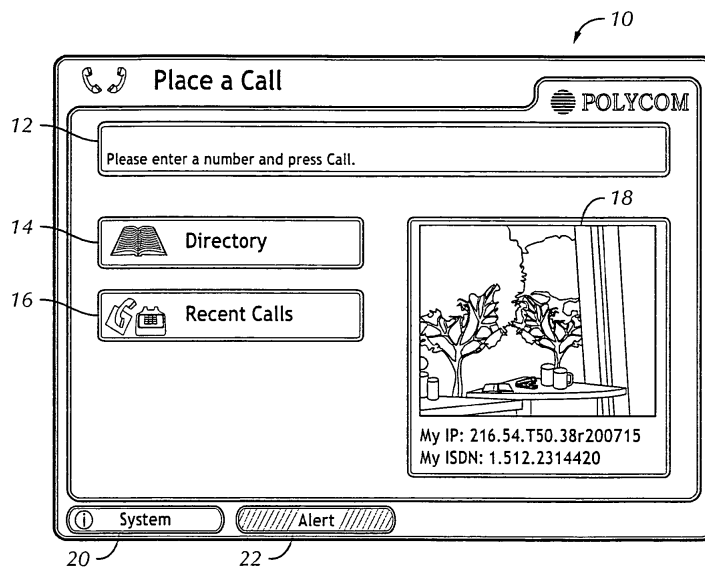 10
Place a Call
POLYCOM
12
Please enter a number and press Call.
18
14
Directory
16
Recent Calls
My IP: 216.54.T50.38r200715
My ISDN: 1.512.2314420
i System
Alert
20
22